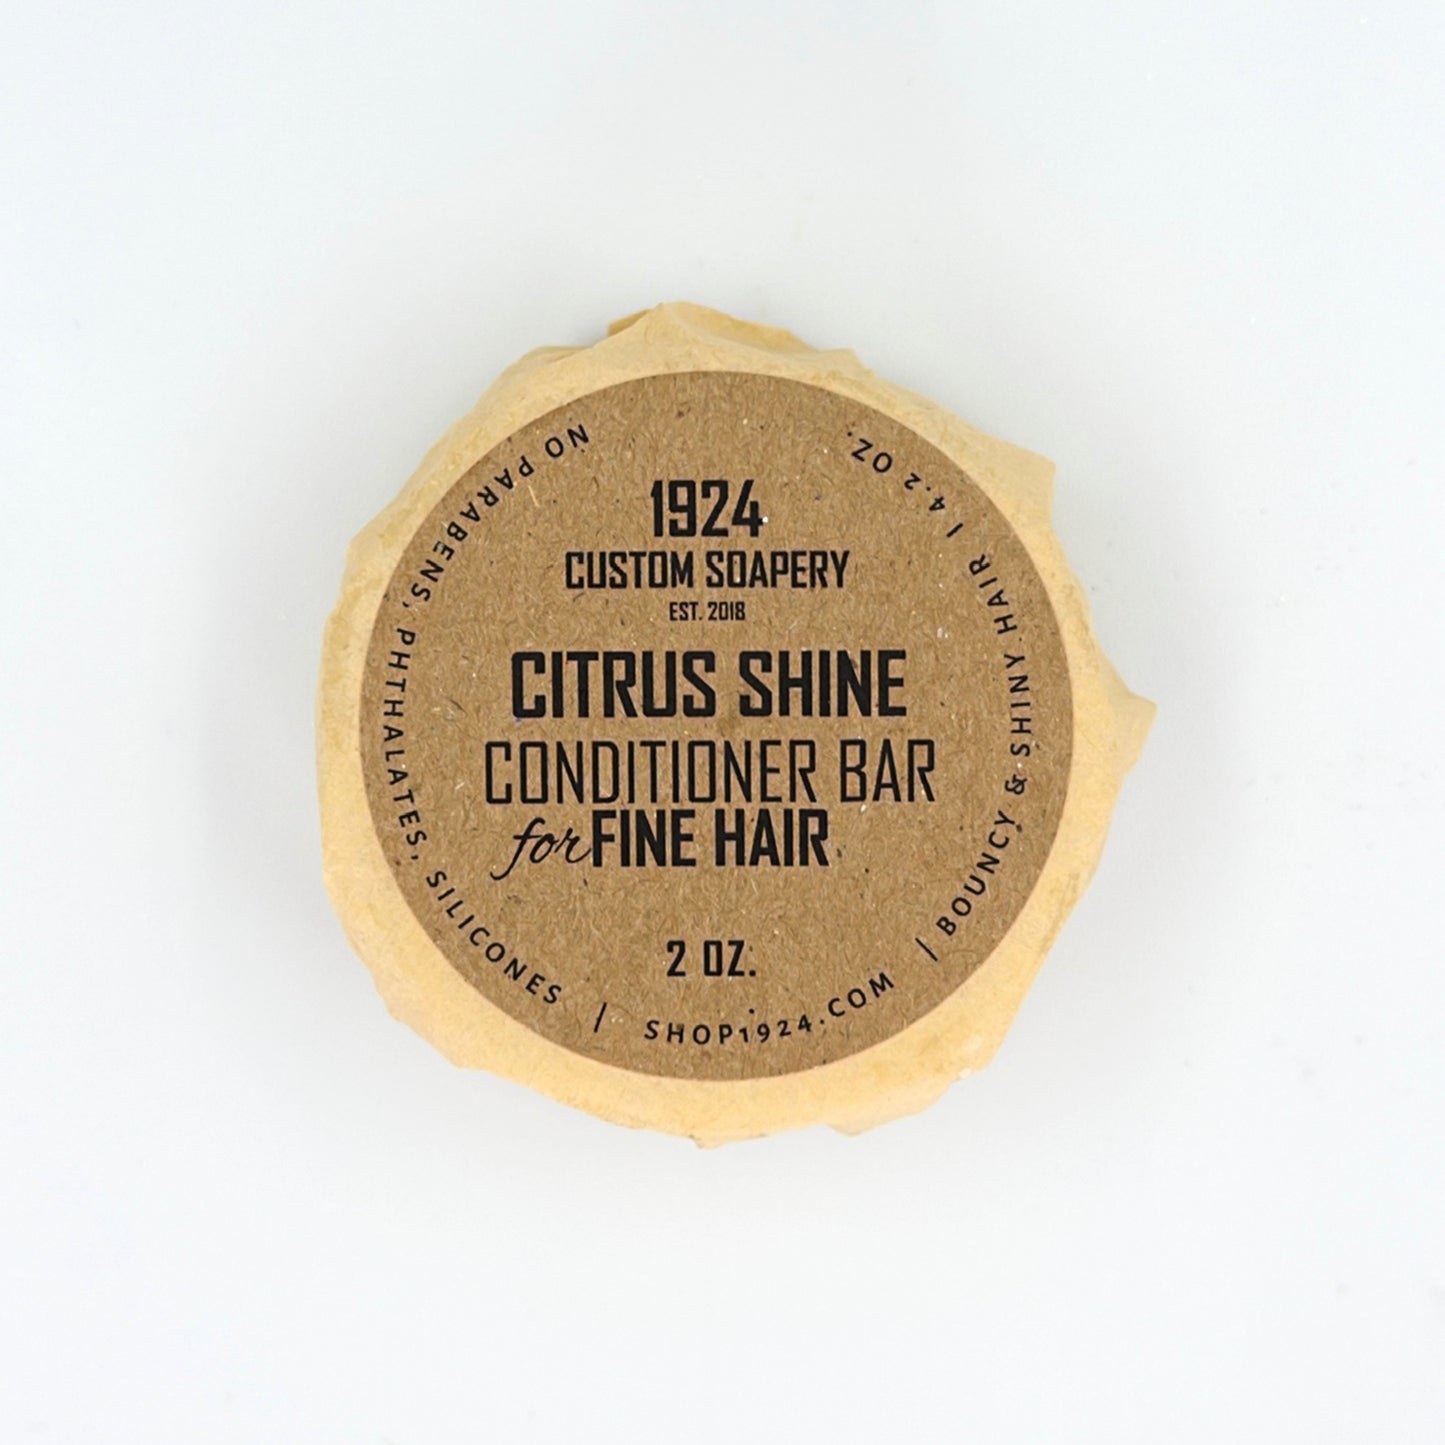 1924
CUSTOM SOAPERY
EST. 2018
CITRUS SHINE
CONDITIONER BAR
for FINE HAIR
2 OZ.
NO PARABENS, PHTHALATES, SILICONES | SHOP1924.COM | BOUNCY & SHINY HAIR | 4.2 OZ.